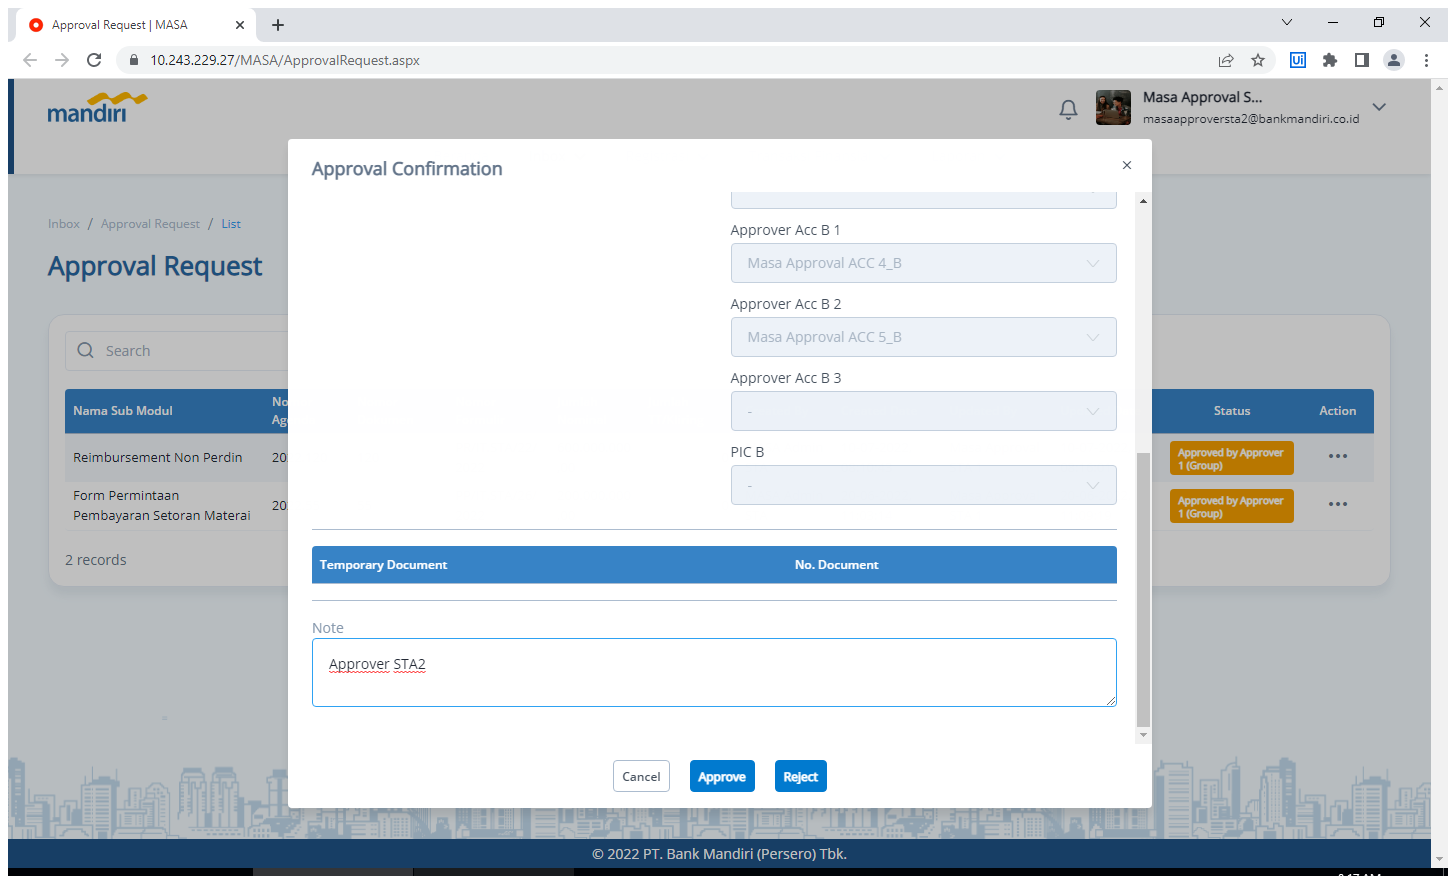 Approval Request | MASA
10.243.229.27/MASA/ApprovalRequest.aspx
Ui
mandiri
Masa Approval S...
masaapproversta2@bankmandiri.co.id
Approval Confirmation
Inbox / Approval Request / List
Approval Request
Search
Nama Sub Modul
No
Age
Status
Action
Reimbursement Non Perdin
20
Approved by Approver
1 (Group)
Form Permintaan
Pembayaran Setoran Materai
20
Approved by Approver
1 (Group)
2 records
Approver Acc B 1
Masa Approval ACC 4_B
Approver Acc B 2
Masa Approval ACC 5_B
Approver Acc B 3
-
PIC B
-
Temporary Document
No. Document
Note
Approver STA2
Cancel
Approve
Reject
© 2022 PT. Bank Mandiri (Persero) Tbk.